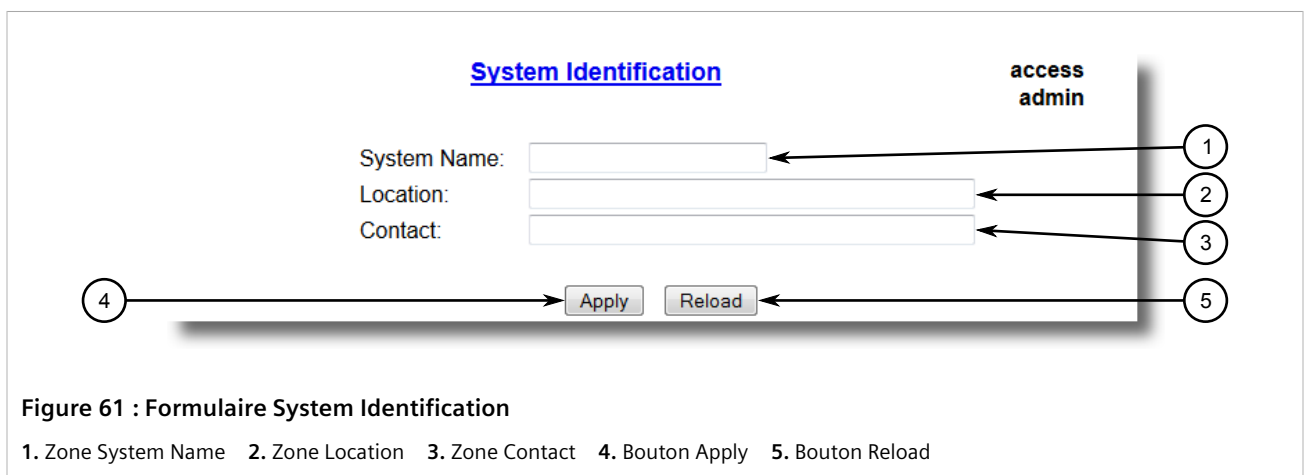 System Identification
access
admin
System Name:
1
Location:
2
Contact:
3
4
Apply
Reload
5
Figure 61 : Formulaire System Identification
1. Zone System Name 2. Zone Location 3. Zone Contact 4. Bouton Apply 5. Bouton Reload